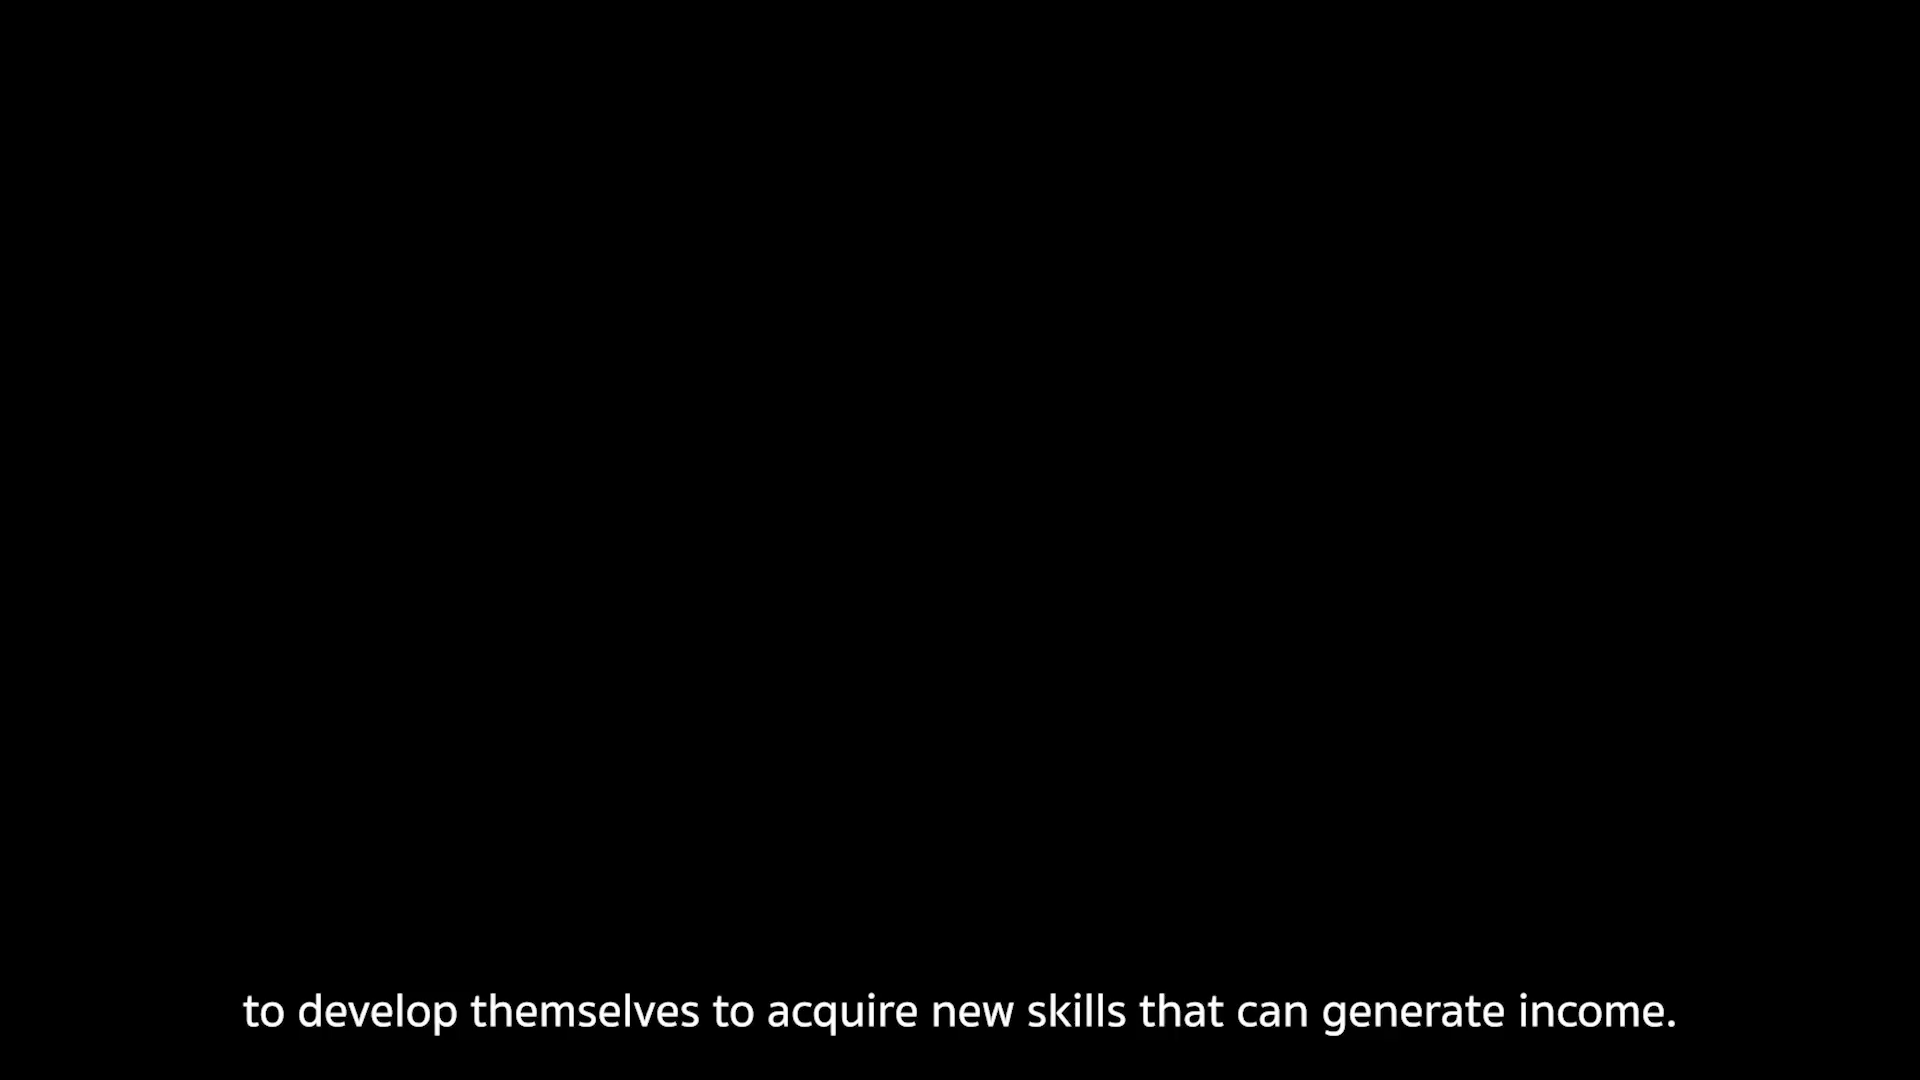 to develop themselves to acquire new skills that can generate income.